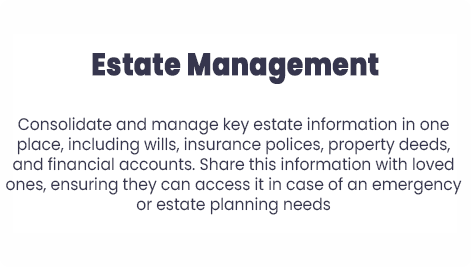 Estate Management
Consolidate and manage key estate information in one
place, including wills, insurance polices, property deeds,
and financial accounts. Share this information with loved
ones, ensuring they can access it in case of an emergency
or estate planning needs